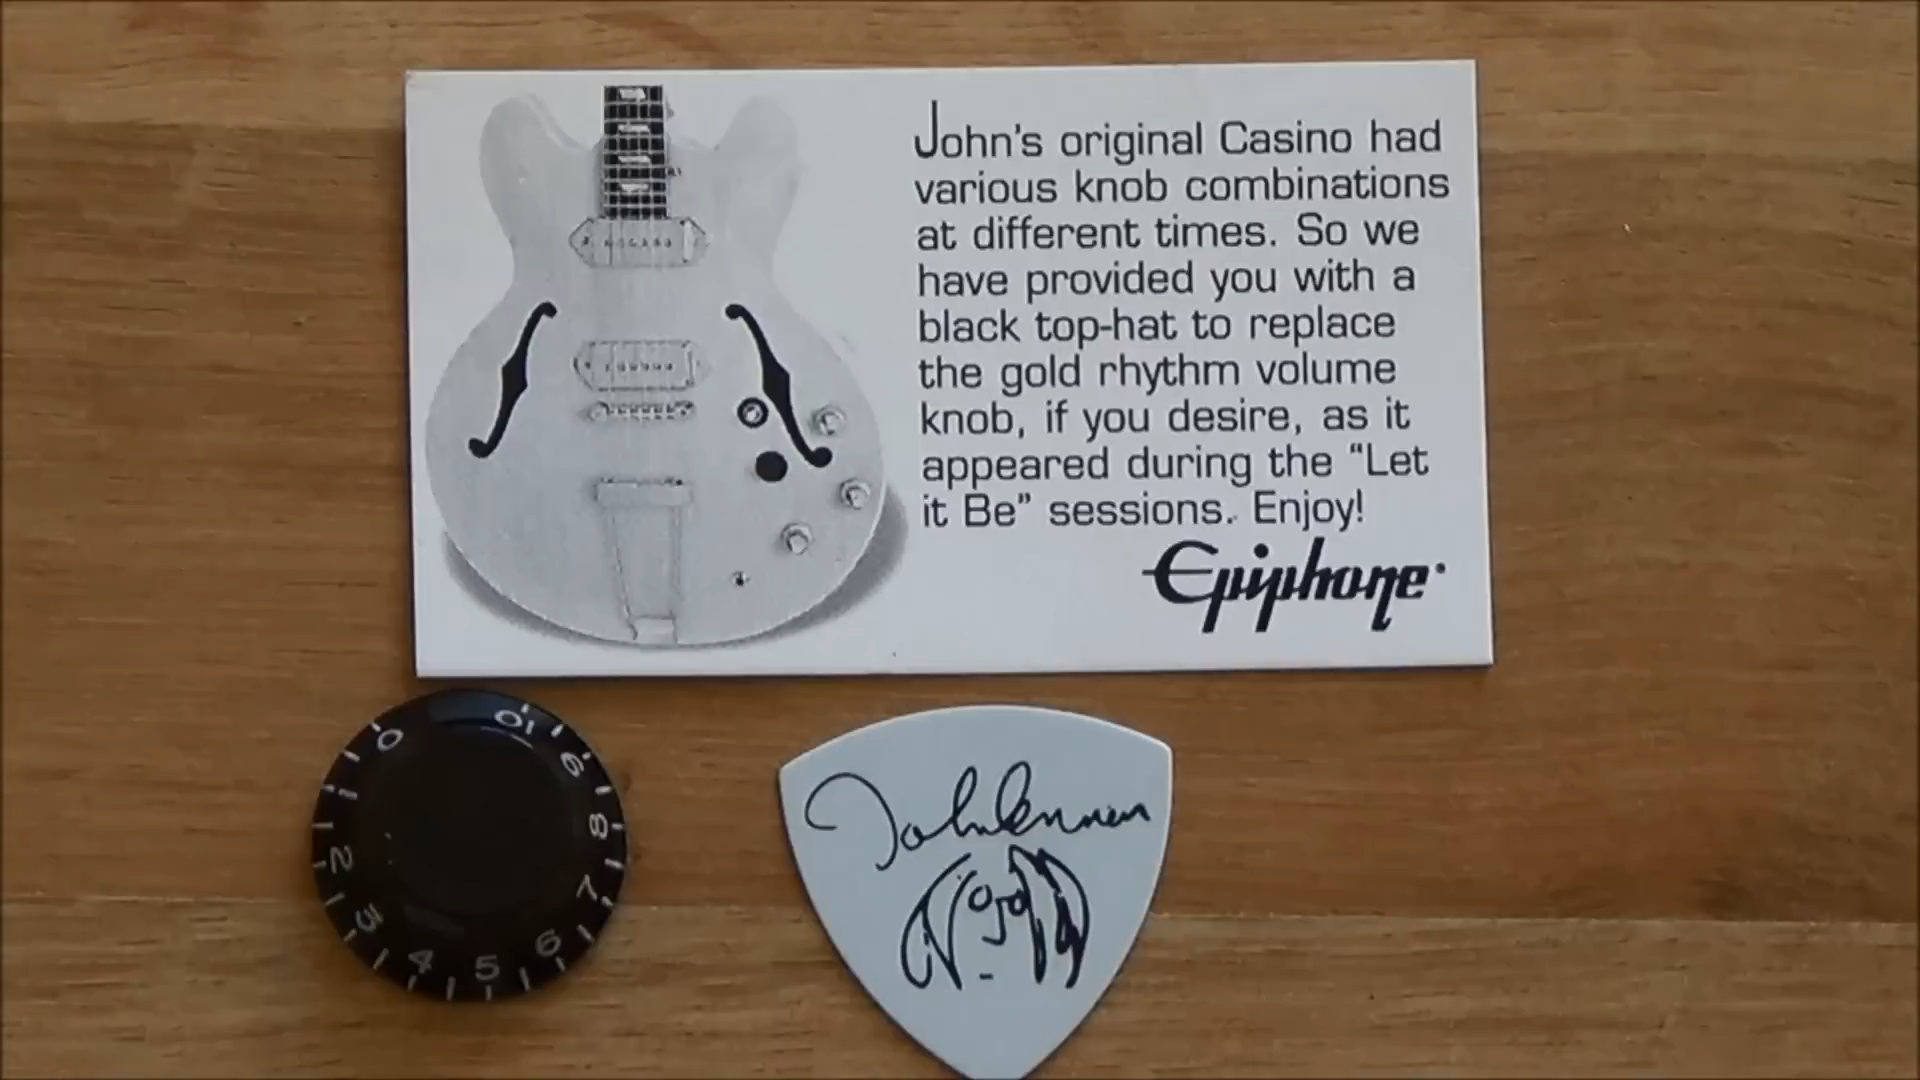 John's original Casino had
various knob combinations
at different times. So we
have provided you with a
black top-hat to replace
the gold rhythm volume
knob, if you desire, as it
appeared during the “Let
it Be” sessions. Enjoy!
Epiphone
0 1 2 3 4 5 6 7 8 9 10
John Lennon